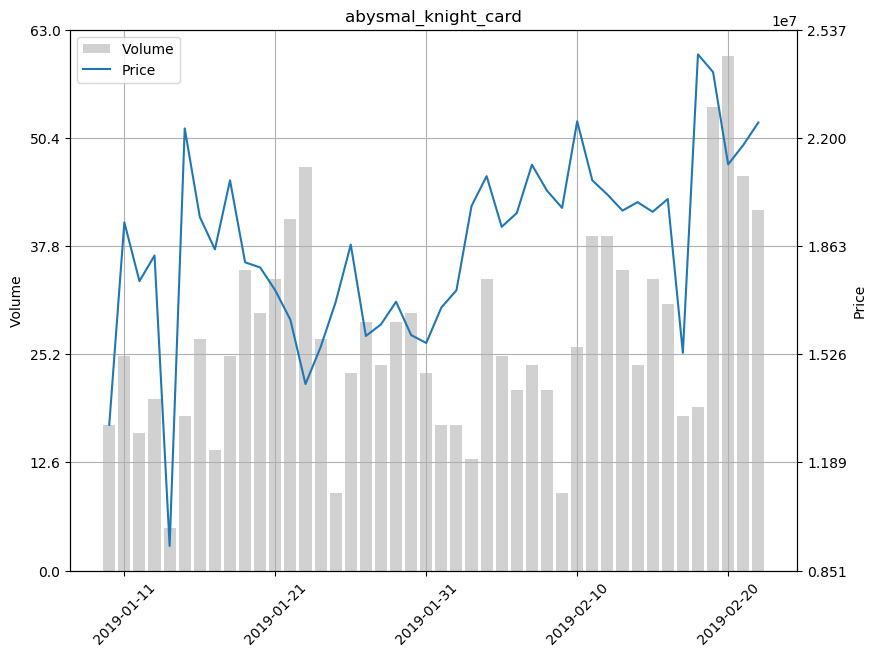 abysmal_knight_card
1e7
63.0
50.4
37.8
25.2
12.6
0.0
Volume
Volume
Price
2.537
2.200
1.863
1.526
1.189
0.851
Price
2019-01-11
2019-01-21
2019-01-31
2019-02-10
2019-02-20